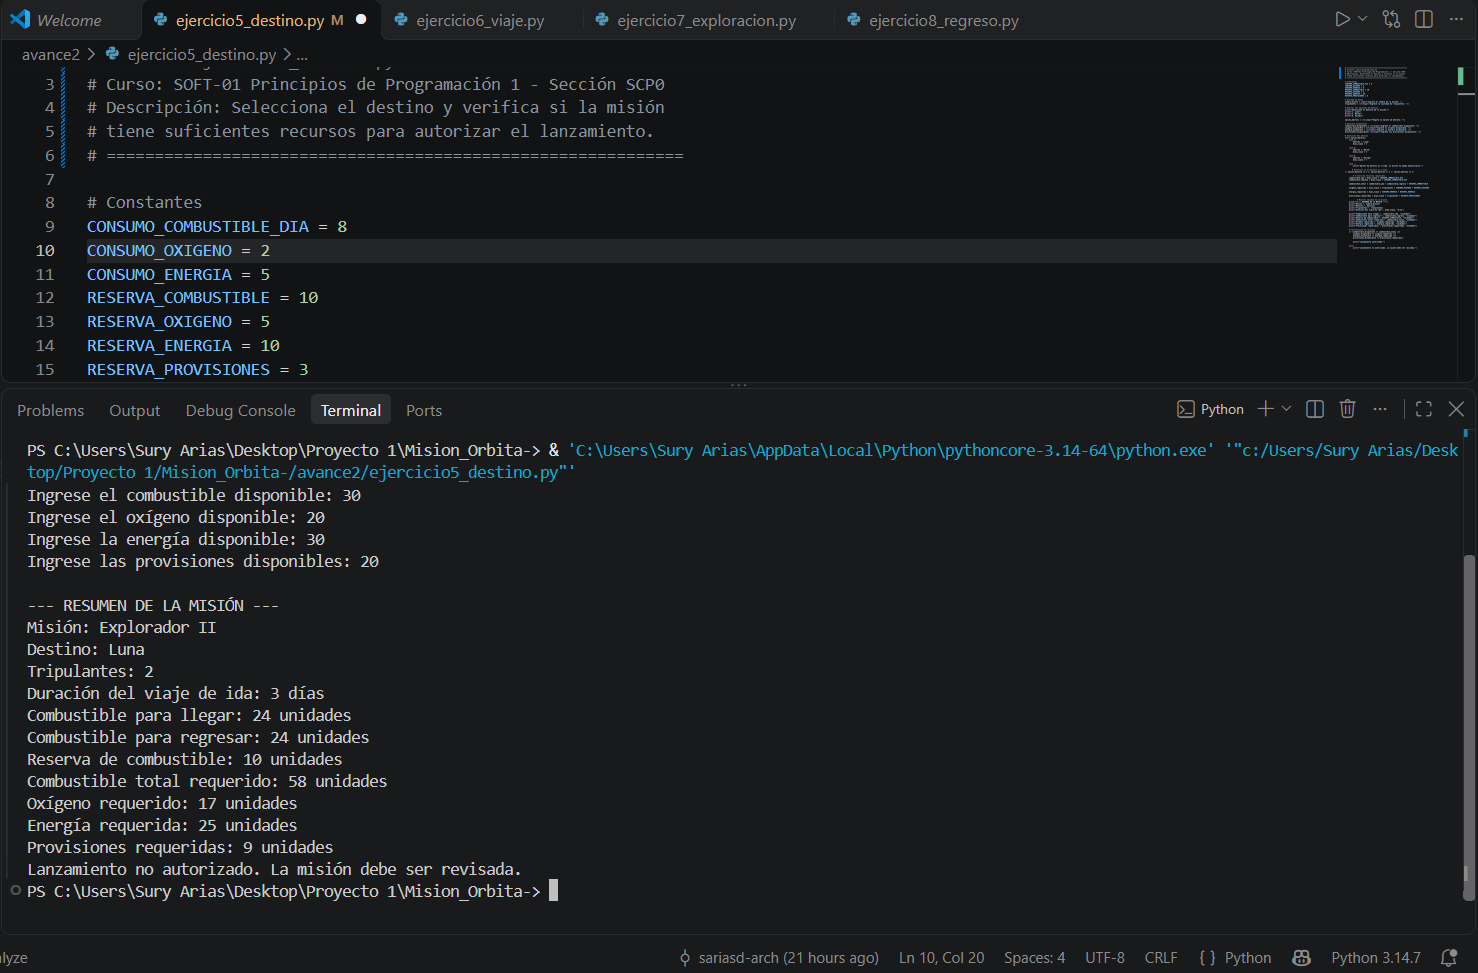 Welcome
ejercicio5_destino.py M
ejercicio6_viaje.py
ejercicio7_exploracion.py
ejercicio8_regreso.py
avance2 > ejercicio5_destino.py > ...
3 # Curso: SOFT-01 Principios de Programación 1 - Sección SCP0
4 # Descripción: Selecciona el destino y verifica si la misión
5 # tiene suficientes recursos para autorizar el lanzamiento.
6 # ============================================================
7
8 # Constantes
9 CONSUMO_COMBUSTIBLE_DIA = 8
10 CONSUMO_OXIGENO = 2
11 CONSUMO_ENERGIA = 5
12 RESERVA_COMBUSTIBLE = 10
13 RESERVA_OXIGENO = 5
14 RESERVA_ENERGIA = 10
15 RESERVA_PROVISIONES = 3
Problems Output Debug Console Terminal Ports
Python
PS C:\Users\Sury Arias\Desktop\Proyecto 1\Mision_Orbita-> & 'C:\Users\Sury Arias\AppData\Local\Python\pythoncore-3.14-64\python.exe' '"c:/Users/Sury Arias/Desk
top/Proyecto 1/Mision_Orbita-/avance2/ejercicio5_destino.py"'
Ingrese el combustible disponible: 30
Ingrese el oxígeno disponible: 20
Ingrese la energía disponible: 30
Ingrese las provisiones disponibles: 20
--- RESUMEN DE LA MISIÓN ---
Misión: Explorador II
Destino: Luna
Tripulantes: 2
Duración del viaje de ida: 3 días
Combustible para llegar: 24 unidades
Combustible para regresar: 24 unidades
Reserva de combustible: 10 unidades
Combustible total requerido: 58 unidades
Oxígeno requerido: 17 unidades
Energía requerida: 25 unidades
Provisiones requeridas: 9 unidades
Lanzamiento no autorizado. La misión debe ser revisada.
PS C:\Users\Sury Arias\Desktop\Proyecto 1\Mision_Orbita->
lyze
sariasd-arch (21 hours ago)
Ln 10, Col 20
Spaces: 4
UTF-8
CRLF
{ } Python
Python 3.14.7